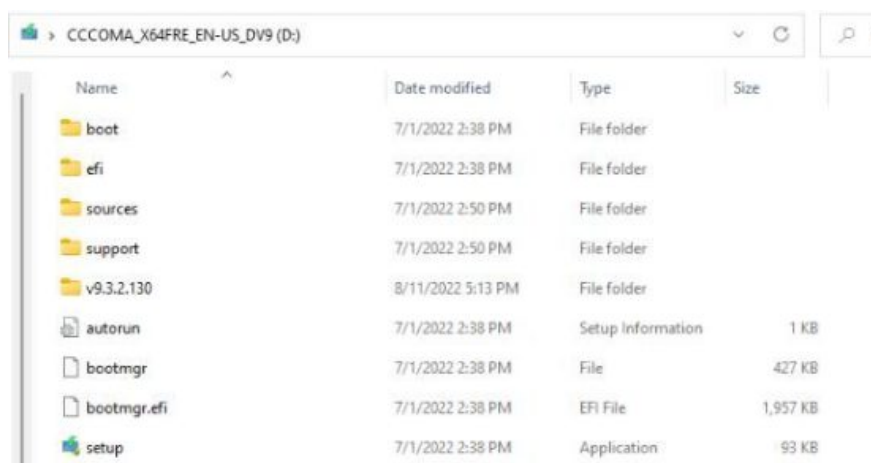 CCCOMA_X64FRE_EN-US_DV9 (D:)
Name Date modified Type Size
boot 7/1/2022 2:38 PM File folder
efi 7/1/2022 2:38 PM File folder
sources 7/1/2022 2:50 PM File folder
support 7/1/2022 2:50 PM File folder
v9.3.2.130 8/11/2022 5:13 PM File folder
autorun 7/1/2022 2:38 PM Setup Information 1 KB
bootmgr 7/1/2022 2:38 PM File 427 KB
bootmgr.efi 7/1/2022 2:38 PM EFI File 1,957 KB
setup 7/1/2022 2:38 PM Application 93 KB